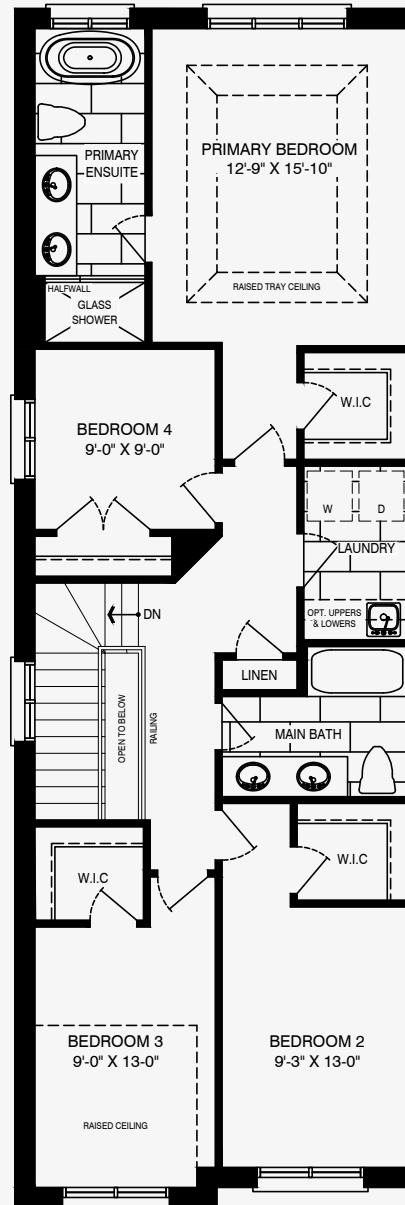 PRIMARY
ENSUITE
PRIMARY BEDROOM
12'-9" X 15'-10"
RAISED TRAY CEILING
HALFWALL
GLASS
SHOWER
W.I.C
BEDROOM 4
9'-0" X 9'-0"
W
D
LAUNDRY
OPT. UPPERS
& LOWERS
DN
OPEN TO BELOW
RAILING
LINEN
MAIN BATH
W.I.C
W.I.C
BEDROOM 3
9'-0" X 13-0"
RAISED CEILING
BEDROOM 2
9'-3" X 13-0"